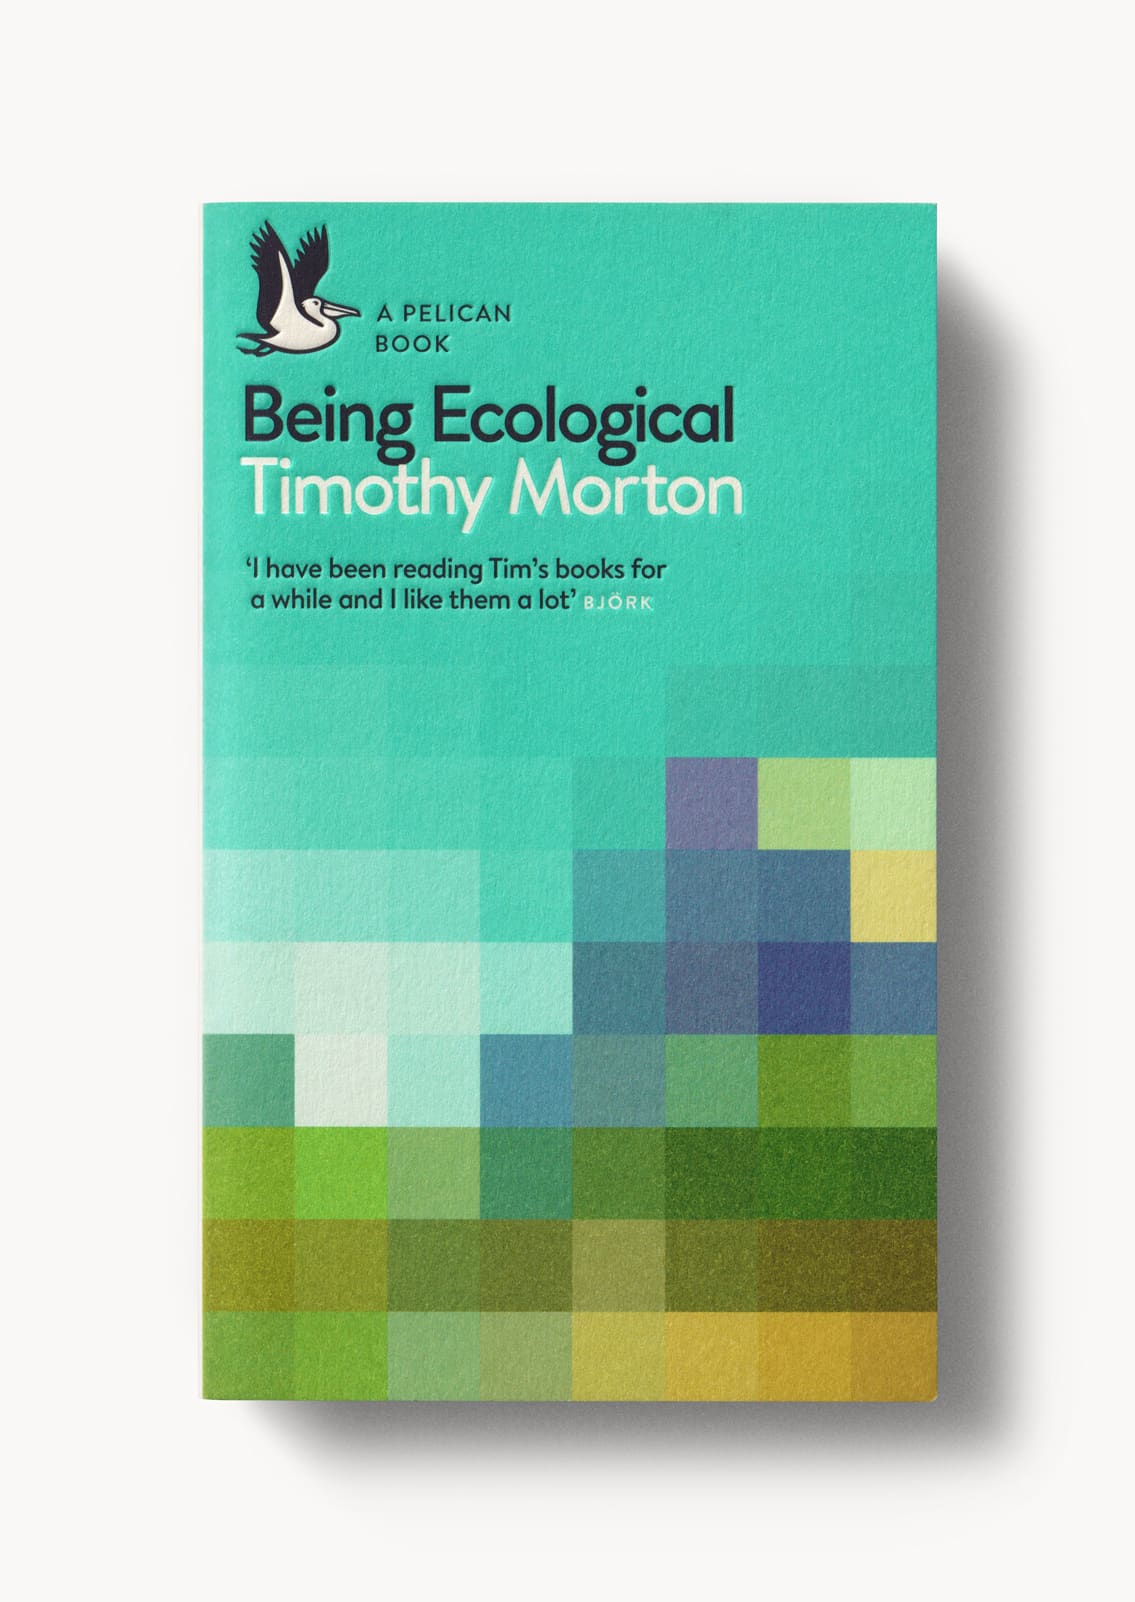 A PELICAN
BOOK
Being Ecological
Timothy Morton
‘I have been reading Tim’s books for
a while and I like them a lot’ BJÖRK